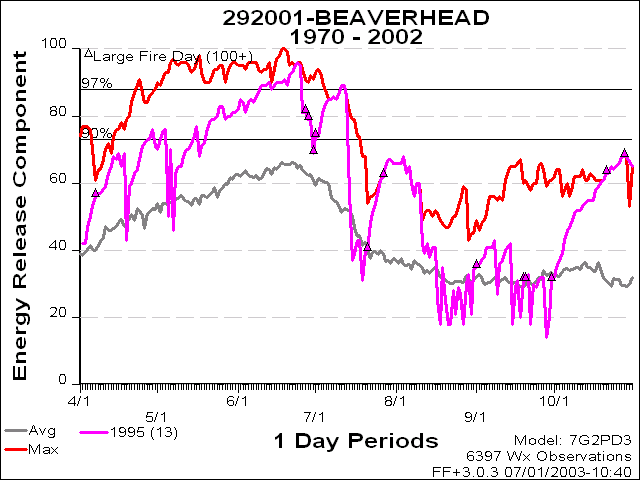 292001-BEAVERHEAD
1970 - 2002
Large Fire Day (100+)
97%
90%
Energy Release Component
100
80
60
40
20
0
4/1 5/1 6/1 7/1 8/1 9/1 10/1
1 Day Periods
Avg 1995 (13)
Max
Model: 7G2PD3
6397 Wx Observations
FF+3.0.3 07/01/2003-10:40